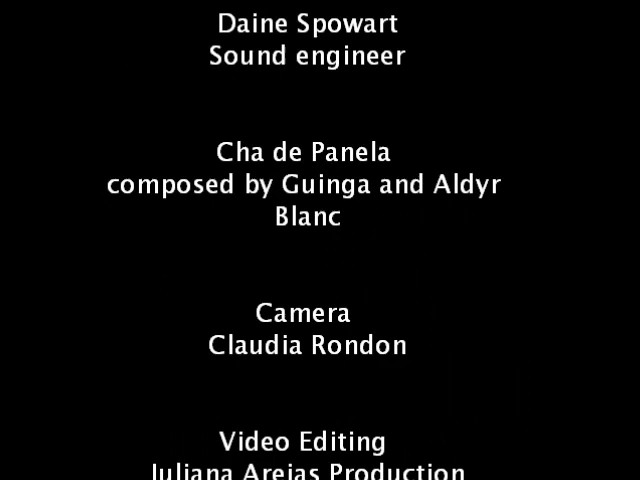 Daine Spowart
Sound engineer
Cha de Panela
composed by Guinga and Aldyr
Blanc
Camera
Claudia Rondon
Video Editing
Juliana Areias Production